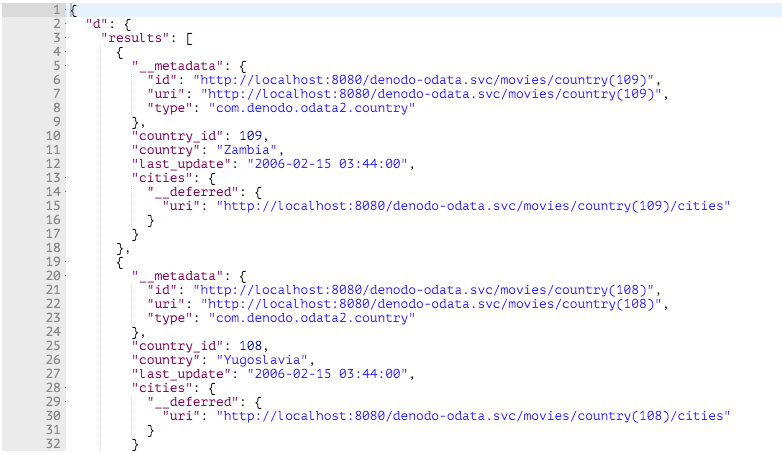 1 {
2   "d": {
3     "results": [
4       {
5         "__metadata": {
6           "id": "http://localhost:8080/denodo-odata.svc/movies/country(109)",
7           "uri": "http://localhost:8080/denodo-odata.svc/movies/country(109)",
8           "type": "com.denodo.odata2.country"
9         },
10         "country_id": 109,
11         "country": "Zambia",
12         "last_update": "2006-02-15 03:44:00",
13         "cities": {
14           "__deferred": {
15             "uri": "http://localhost:8080/denodo-odata.svc/movies/country(109)/cities"
16           }
17         }
18       },
19       {
20         "__metadata": {
21           "id": "http://localhost:8080/denodo-odata.svc/movies/country(108)",
22           "uri": "http://localhost:8080/denodo-odata.svc/movies/country(108)",
23           "type": "com.denodo.odata2.country"
24         },
25         "country_id": 108,
26         "country": "Yugoslavia",
27         "last_update": "2006-02-15 03:44:00",
28         "cities": {
29           "__deferred": {
30             "uri": "http://localhost:8080/denodo-odata.svc/movies/country(108)/cities"
31           }
32         }